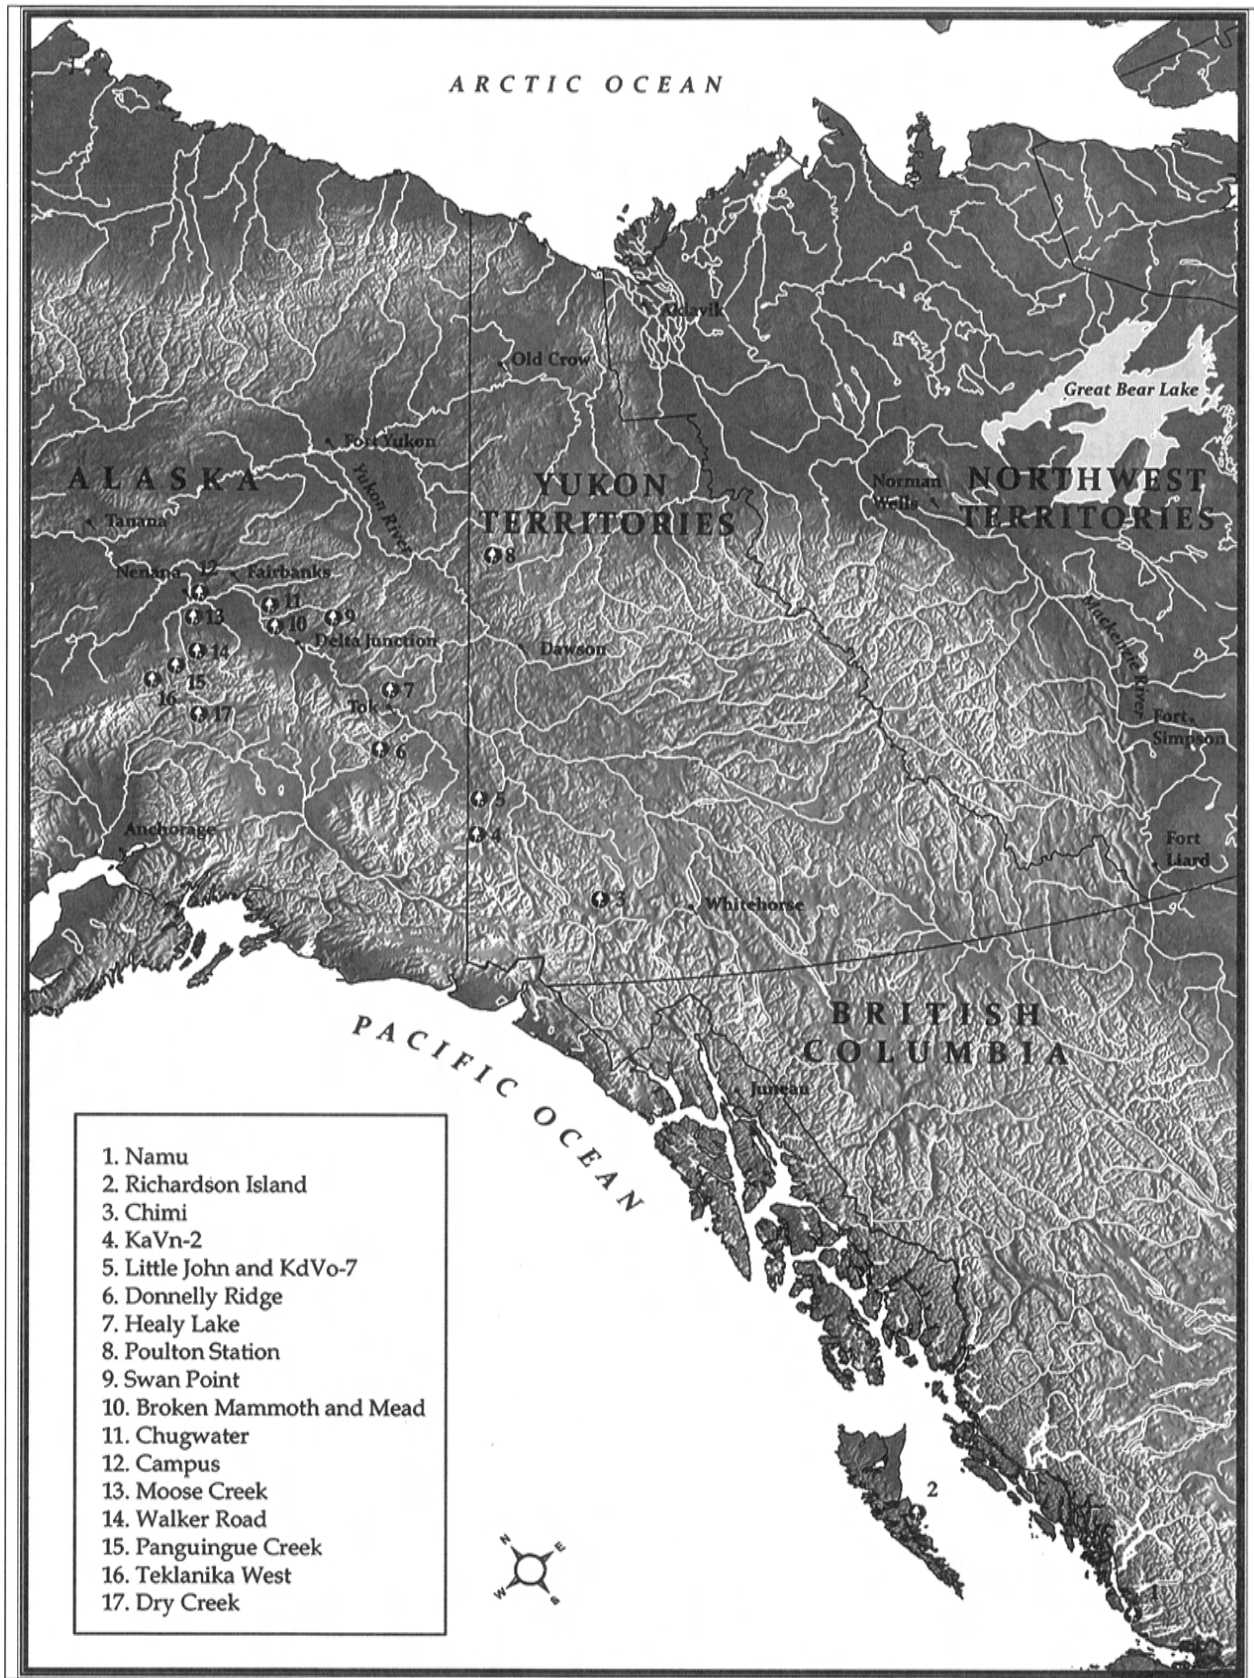 ARCTIC OCEAN
Aklavik
Old Crow
Great Bear Lake
Fort Yukon
ALASKA
Yukon River
YUKON
TERRITORIES
Norman
Wells
NORTHWEST
TERRITORIES
Tanana
Nenana
12
Fairbanks
8
11
13
10
9
Delta Junction
Dawson
Mackenzie River
14
15
16
7
Tok
17
6
Fort
Simpson
5
4
Anchorage
Fort
Liard
3
Whitehorse
BRITISH
COLUMBIA
PACIFIC OCEAN
Juneau
1. Namu
2. Richardson Island
3. Chimi
4. KaVn-2
5. Little John and KdVo-7
6. Donnelly Ridge
7. Healy Lake
8. Poulton Station
9. Swan Point
10. Broken Mammoth and Mead
11. Chugwater
12. Campus
13. Moose Creek
14. Walker Road
15. Panguingue Creek
16. Teklanika West
17. Dry Creek
2
N
E
W
S
1